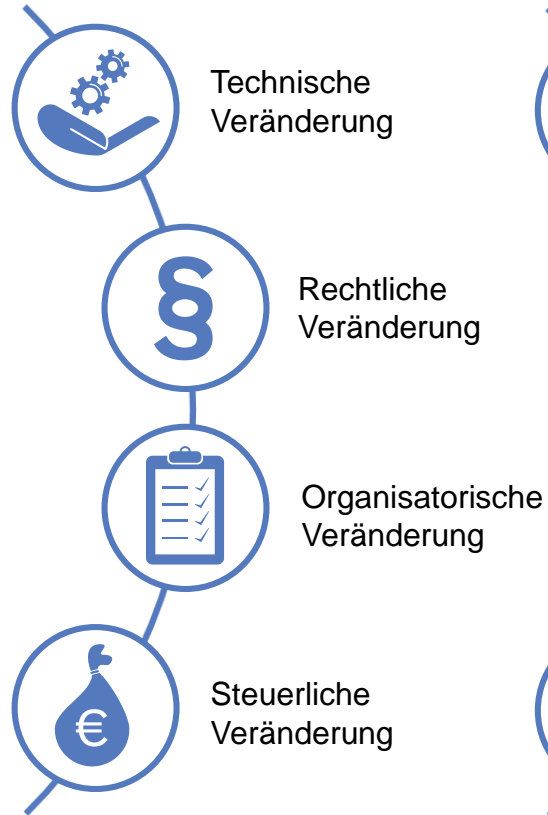 Technische
Veränderung
§
Rechtliche
Veränderung
Organisatorische
Veränderung
€
Steuerliche
Veränderung